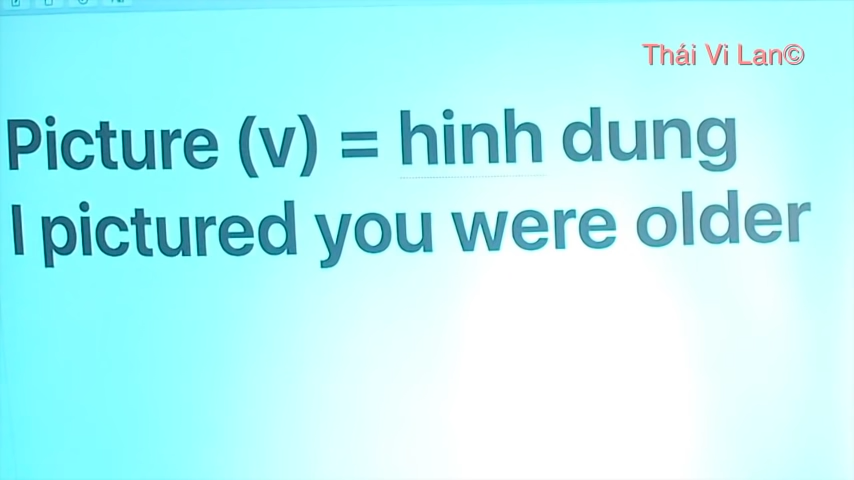 Thái Vi Lan©
Picture (v) = hinh dung
I pictured you were older